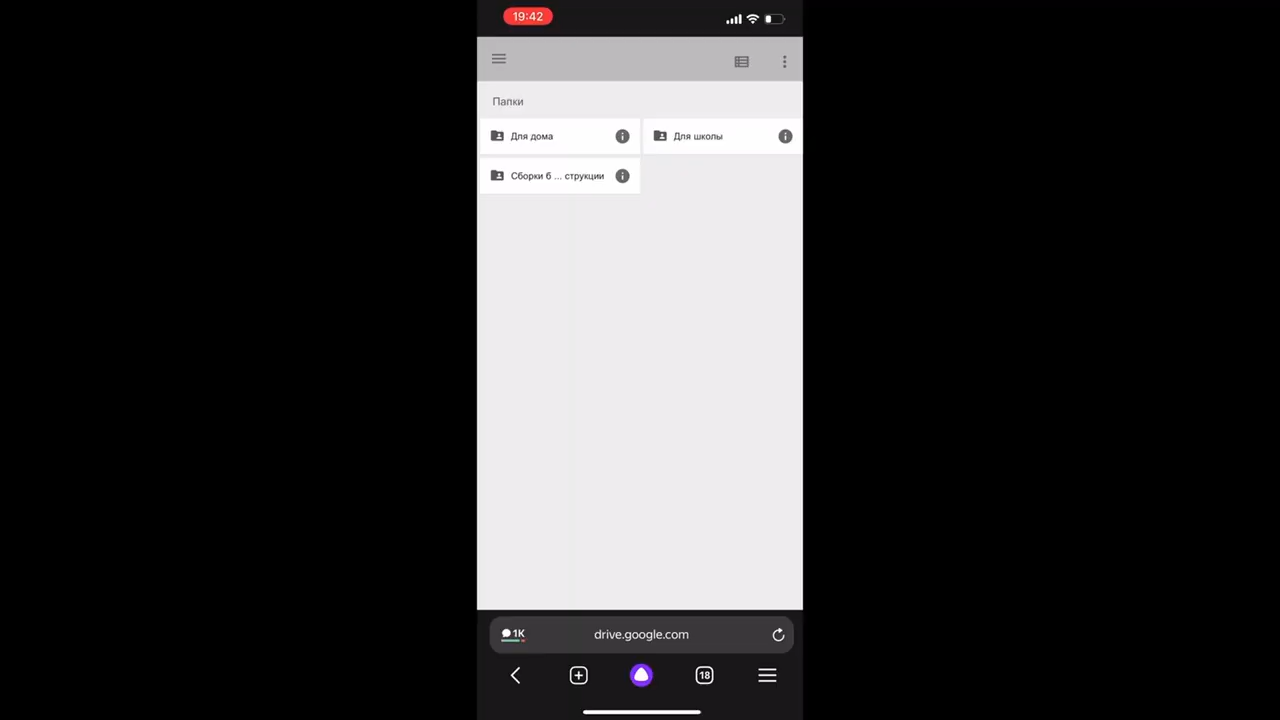 19:42
Папки
Для дома
Для школы
Сборки б ... струкции
1K
drive.google.com
18